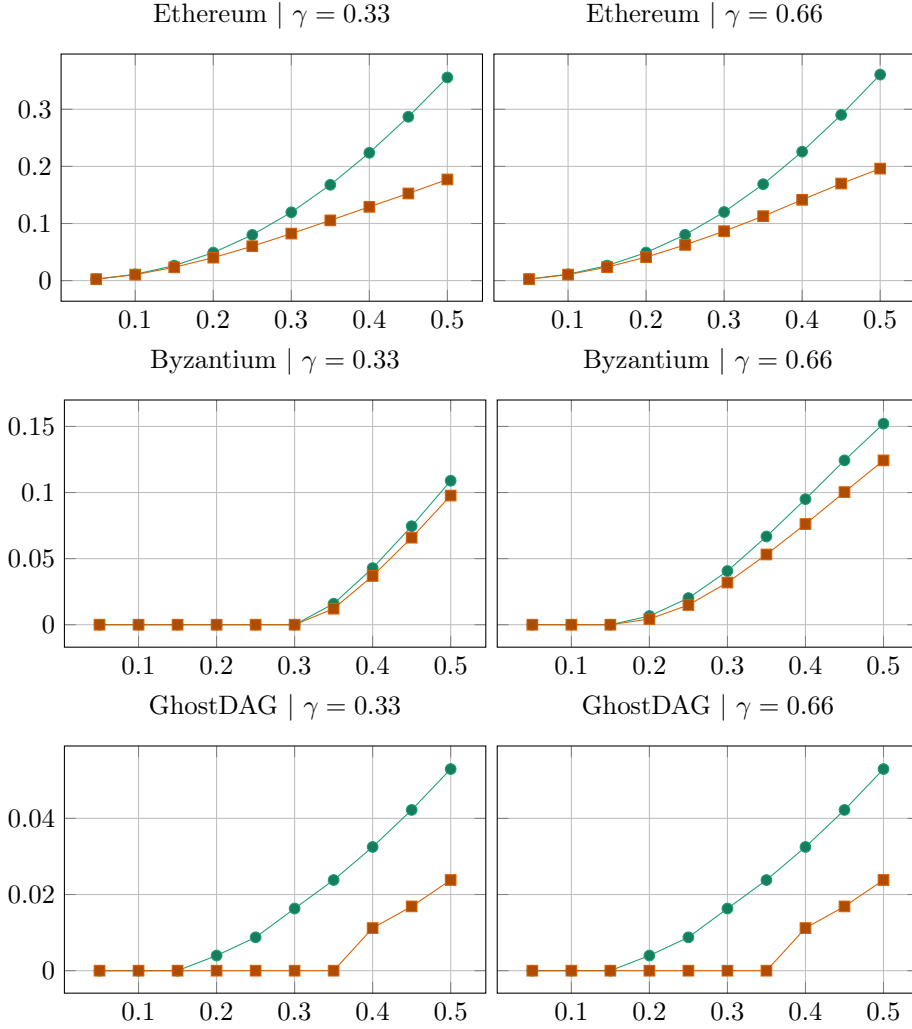 Ethereum | γ = 0.33
Ethereum | γ = 0.66
0.3
0.2
0.1
0
0.1 0.2 0.3 0.4 0.5
0.1 0.2 0.3 0.4 0.5
Byzantium | γ = 0.33
Byzantium | γ = 0.66
0.15
0.1
0.05
0
0.1 0.2 0.3 0.4 0.5
0.1 0.2 0.3 0.4 0.5
GhostDAG | γ = 0.33
GhostDAG | γ = 0.66
0.04
0.02
0
0.1 0.2 0.3 0.4 0.5
0.1 0.2 0.3 0.4 0.5